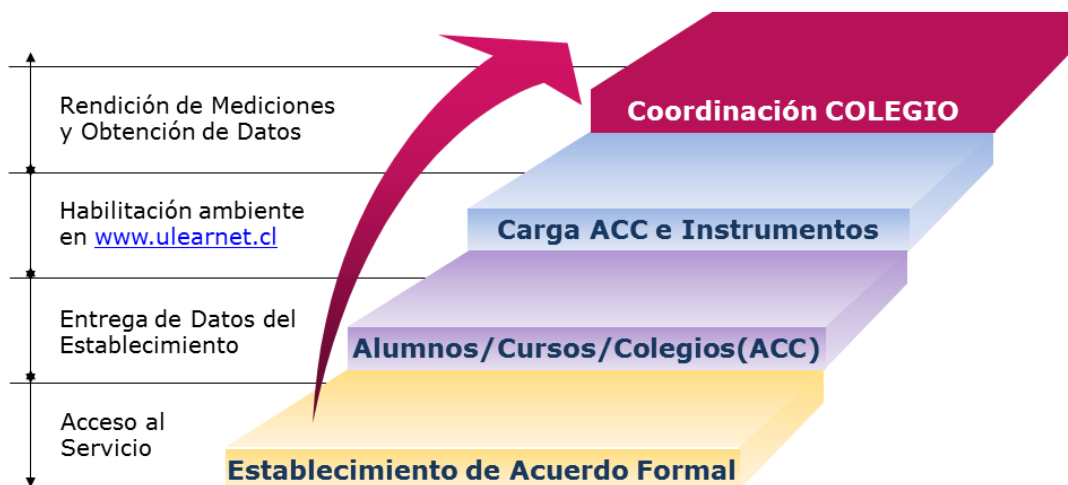 Rendición de Mediciones
y Obtención de Datos
Coordinación COLEGIO
Habilitación ambiente
en www.ulearnet.cl
Carga ACC e Instrumentos
Entrega de Datos del
Establecimiento
Alumnos/Cursos/Colegios(ACC)
Acceso al
Servicio
Establecimiento de Acuerdo Formal